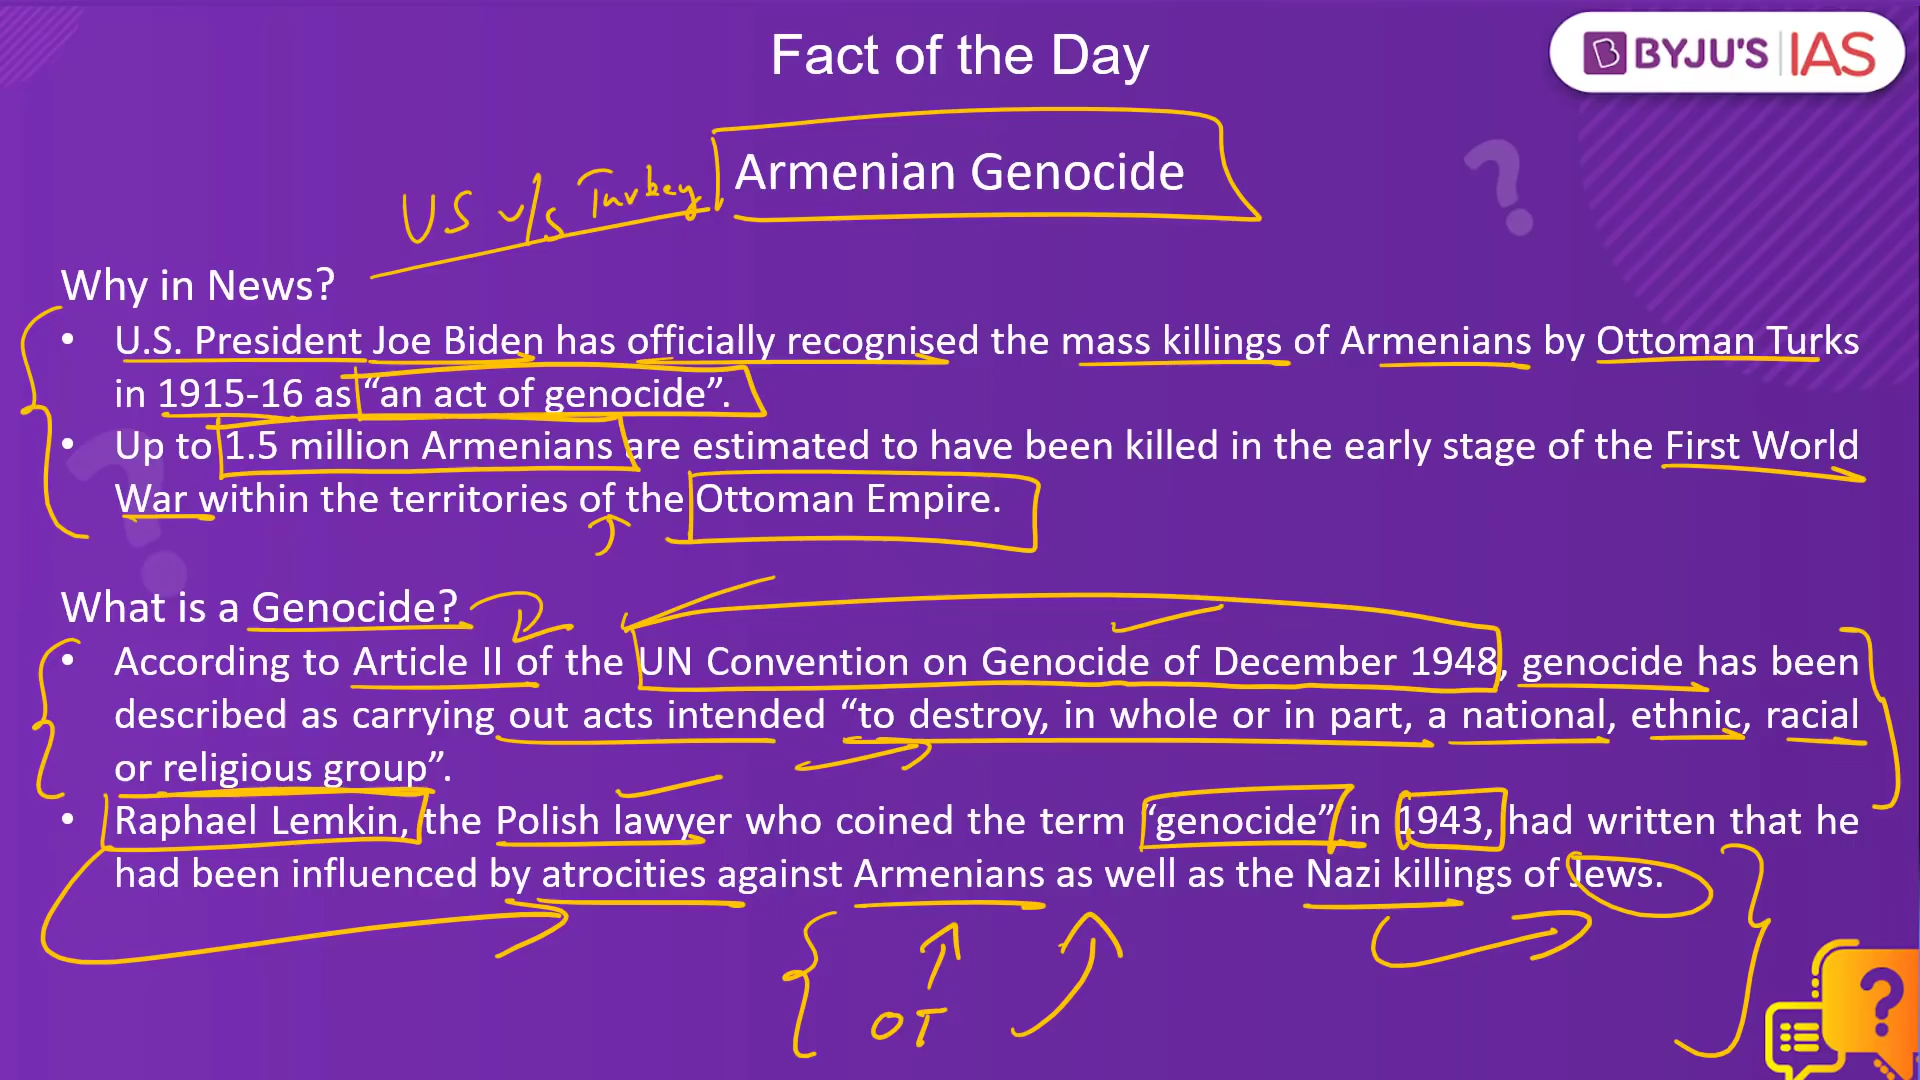 Fact of the Day
BYJU'S IAS
Armenian Genocide
US v/s Turkey
Why in News?
• U.S. President Joe Biden has officially recognised the mass killings of Armenians by Ottoman Turks
in 1915-16 as “an act of genocide”.
• Up to 1.5 million Armenians are estimated to have been killed in the early stage of the First World
War within the territories of the Ottoman Empire.
What is a Genocide?
• According to Article II of the UN Convention on Genocide of December 1948, genocide has been
described as carrying out acts intended “to destroy, in whole or in part, a national, ethnic, racial
or religious group”.
• Raphael Lemkin, the Polish lawyer who coined the term ‘genocide” in 1943, had written that he
had been influenced by atrocities against Armenians as well as the Nazi killings of Jews.
OT